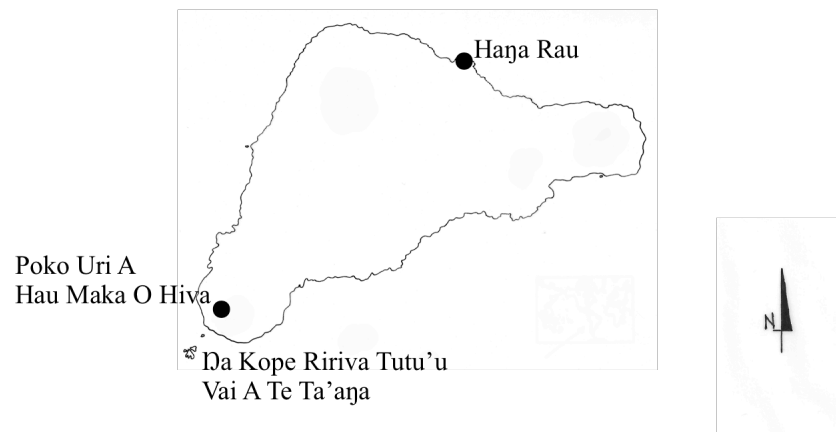 Haŋa Rau
Poko Uri A
Hau Maka O Hiva
Ŋa Kope Ririva Tutu’u
Vai A Te Ta’aŋa
N